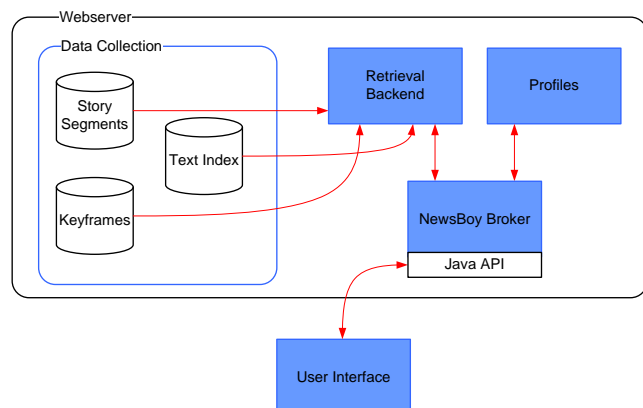 Webserver
Data Collection
Story
Segments
Text Index
Keyframes
Retrieval
Backend
Profiles
NewsBoy Broker
Java API
User Interface